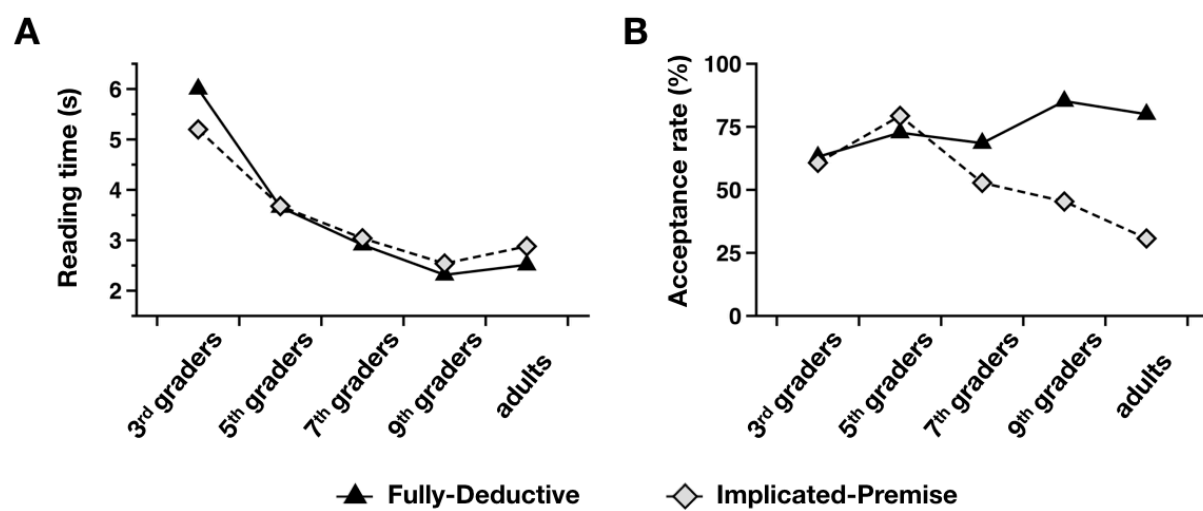 A
Reading time (s)
6
5
4
3
2
3rd graders
5th graders
7th graders
9th graders
adults
B
Acceptance rate (%)
100
75
50
25
0
3rd graders
5th graders
7th graders
9th graders
adults
Fully-Deductive
Implicated-Premise